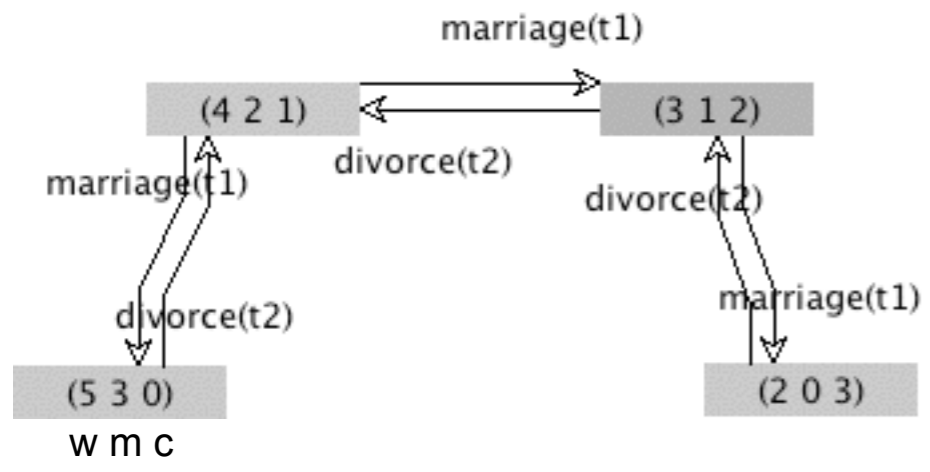 marriage(t1)
(4 2 1)
(3 1 2)
divorce(t2)
marriage(t1)
divorce(t2)
divorce(t2)
marriage(t1)
(5 3 0)
(2 0 3)
w m c